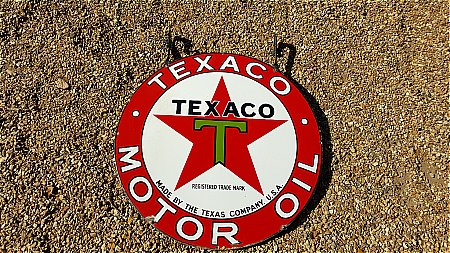 · TEXACO ·
TEXACO
T
REGISTERED TRADE MARK
MADE BY THE TEXAS COMPANY, U.S.A.
MOTOR OIL